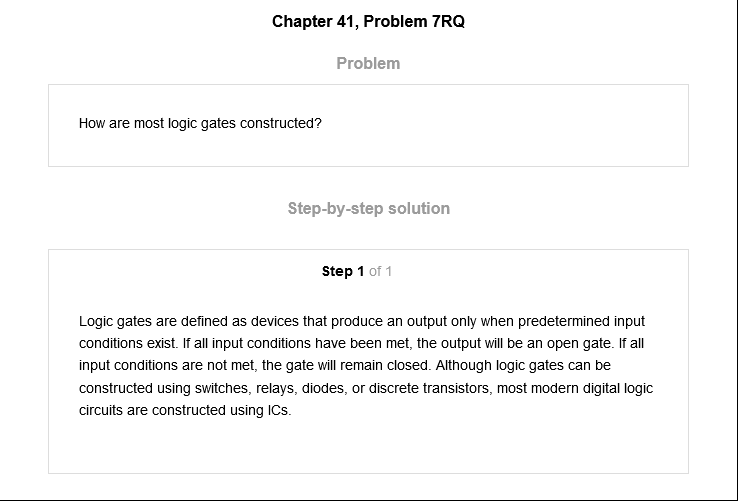 Chapter 41, Problem 7RQ
Problem
How are most logic gates constructed?
Step-by-step solution
Step 1 of 1
Logic gates are defined as devices that produce an output only when predetermined input
conditions exist. If all input conditions have been met, the output will be an open gate. If all
input conditions are not met, the gate will remain closed. Although logic gates can be
constructed using switches, relays, diodes, or discrete transistors, most modern digital logic
circuits are constructed using ICs.